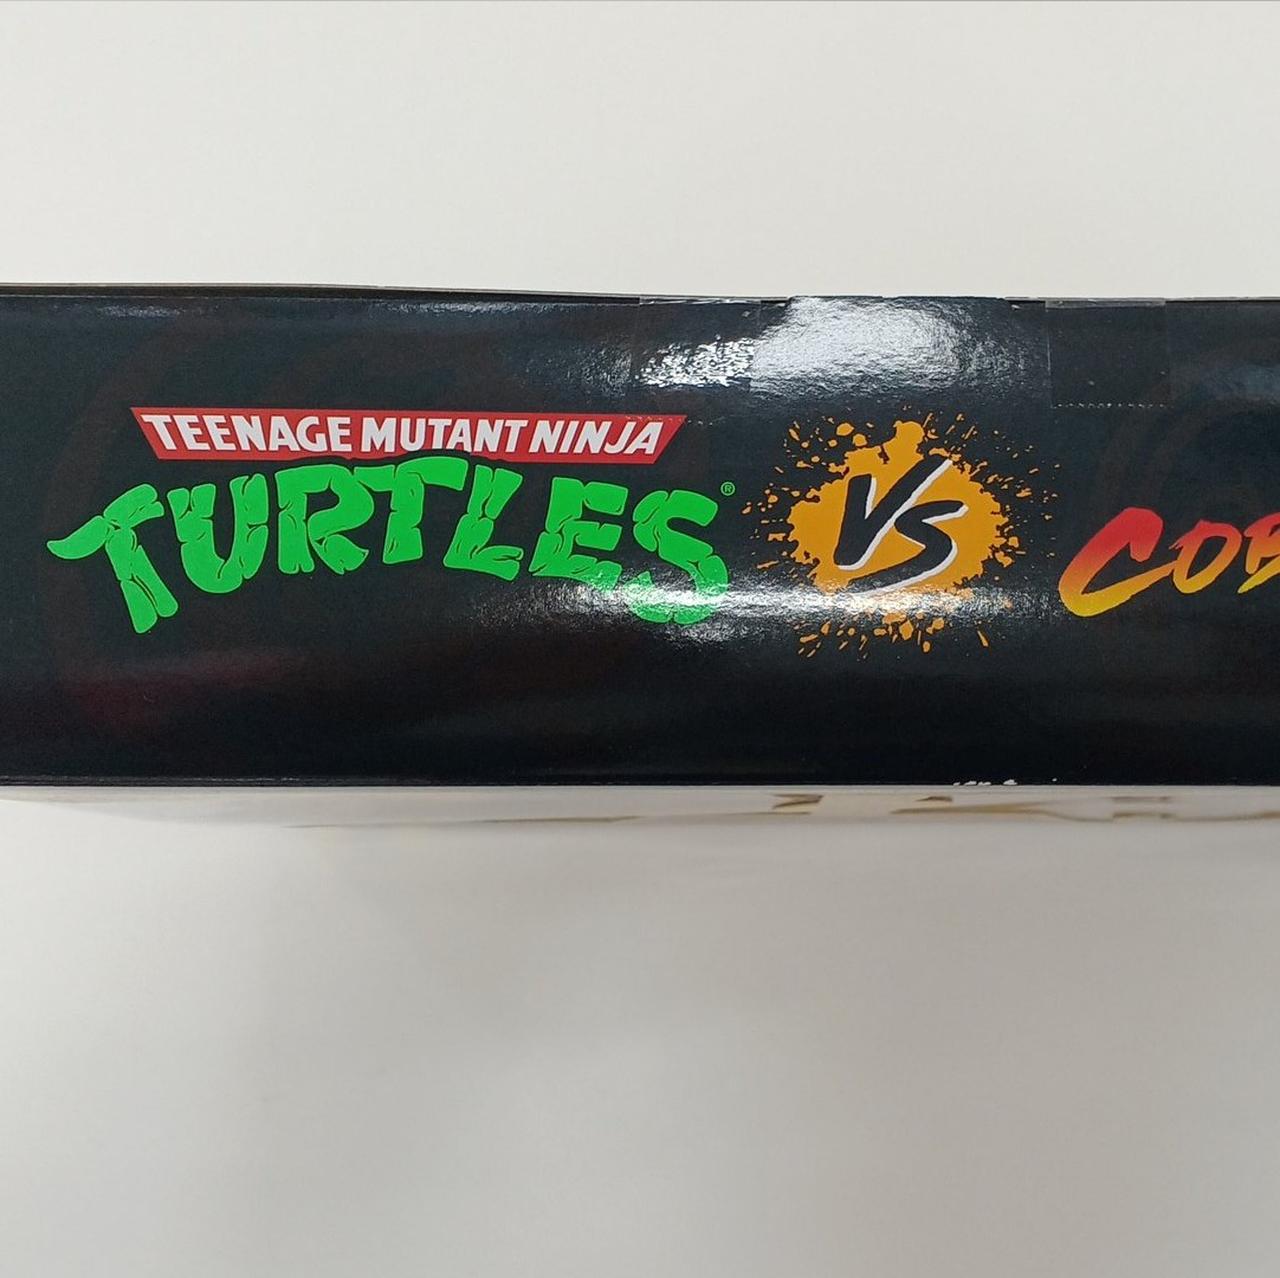 TEENAGE MUTANT NINJA
TURTLES®
VS